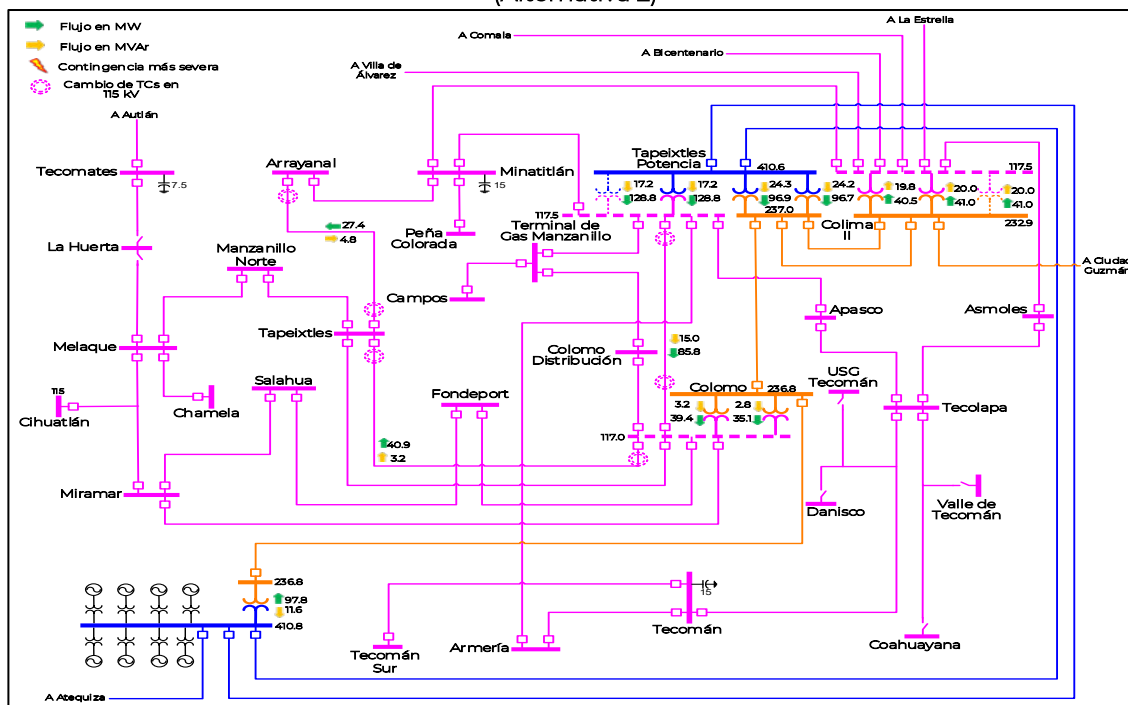 (Alternativa 2)
Flujo en MW
Flujo en MVAr
Contingencia más severa
Cambio de TCs en
115 kV
A La Estrella
A Comala
A Bicentenario
A Villa de
Álvarez
A Autlán
Tecomates
7.5
Arrayanal
Minatitlán
15
Tapeixtles
Potencia
410.6
117.5
17.2
128.8
17.2
128.8
24.3
96.9
24.2
96.7
19.8
40.5
20.0
41.0
20.0
41.0
117.5
237.0
Colima
II
232.9
27.4
4.8
Peña
Colorada
Terminal de
Gas Manzanillo
La Huerta
Manzanillo
Norte
A Ciudad
Guzmán
Campos
Apasco
Asmoles
Tapeixtles
Melaque
Colomo
Distribución
15.0
85.8
USG
Tecomán
Salahua
Colomo
236.8
115
Cihuatlán
Chamela
Fondeport
3.2
39.4
2.8
35.1
Tecolapa
117.0
40.9
3.2
Miramar
Danisco
Valle de
Tecomán
236.8
97.8
11.6
410.8
15
Tecomán
Tecomán
Sur
Armería
Coahuayana
A Atequiza